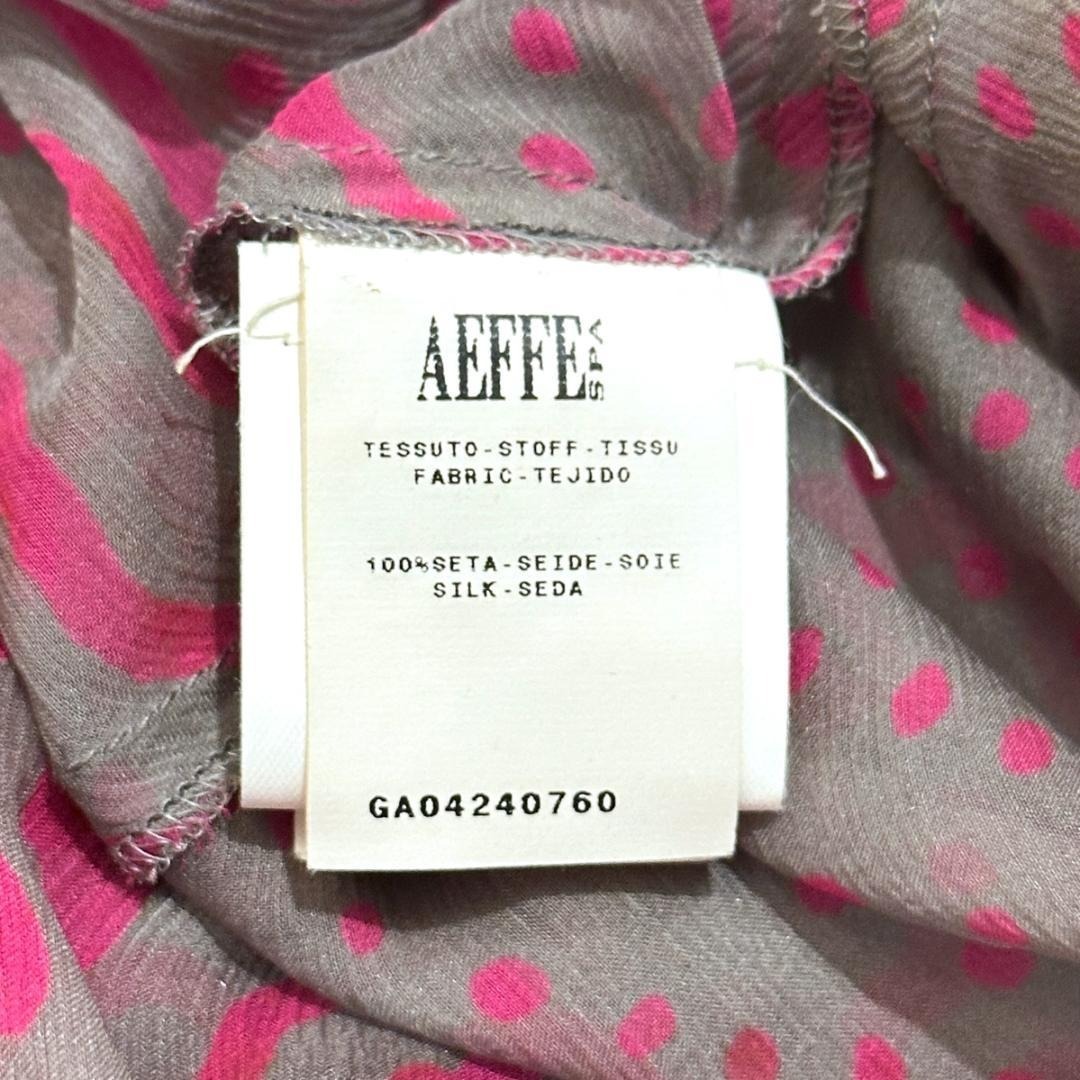 AEFFE SPA
TESSUTO-STOFF-TISSU
FABRIC-TEJIDO
100%SETA-SEIDE-SOIE
SILK-SEDA
GA04240760